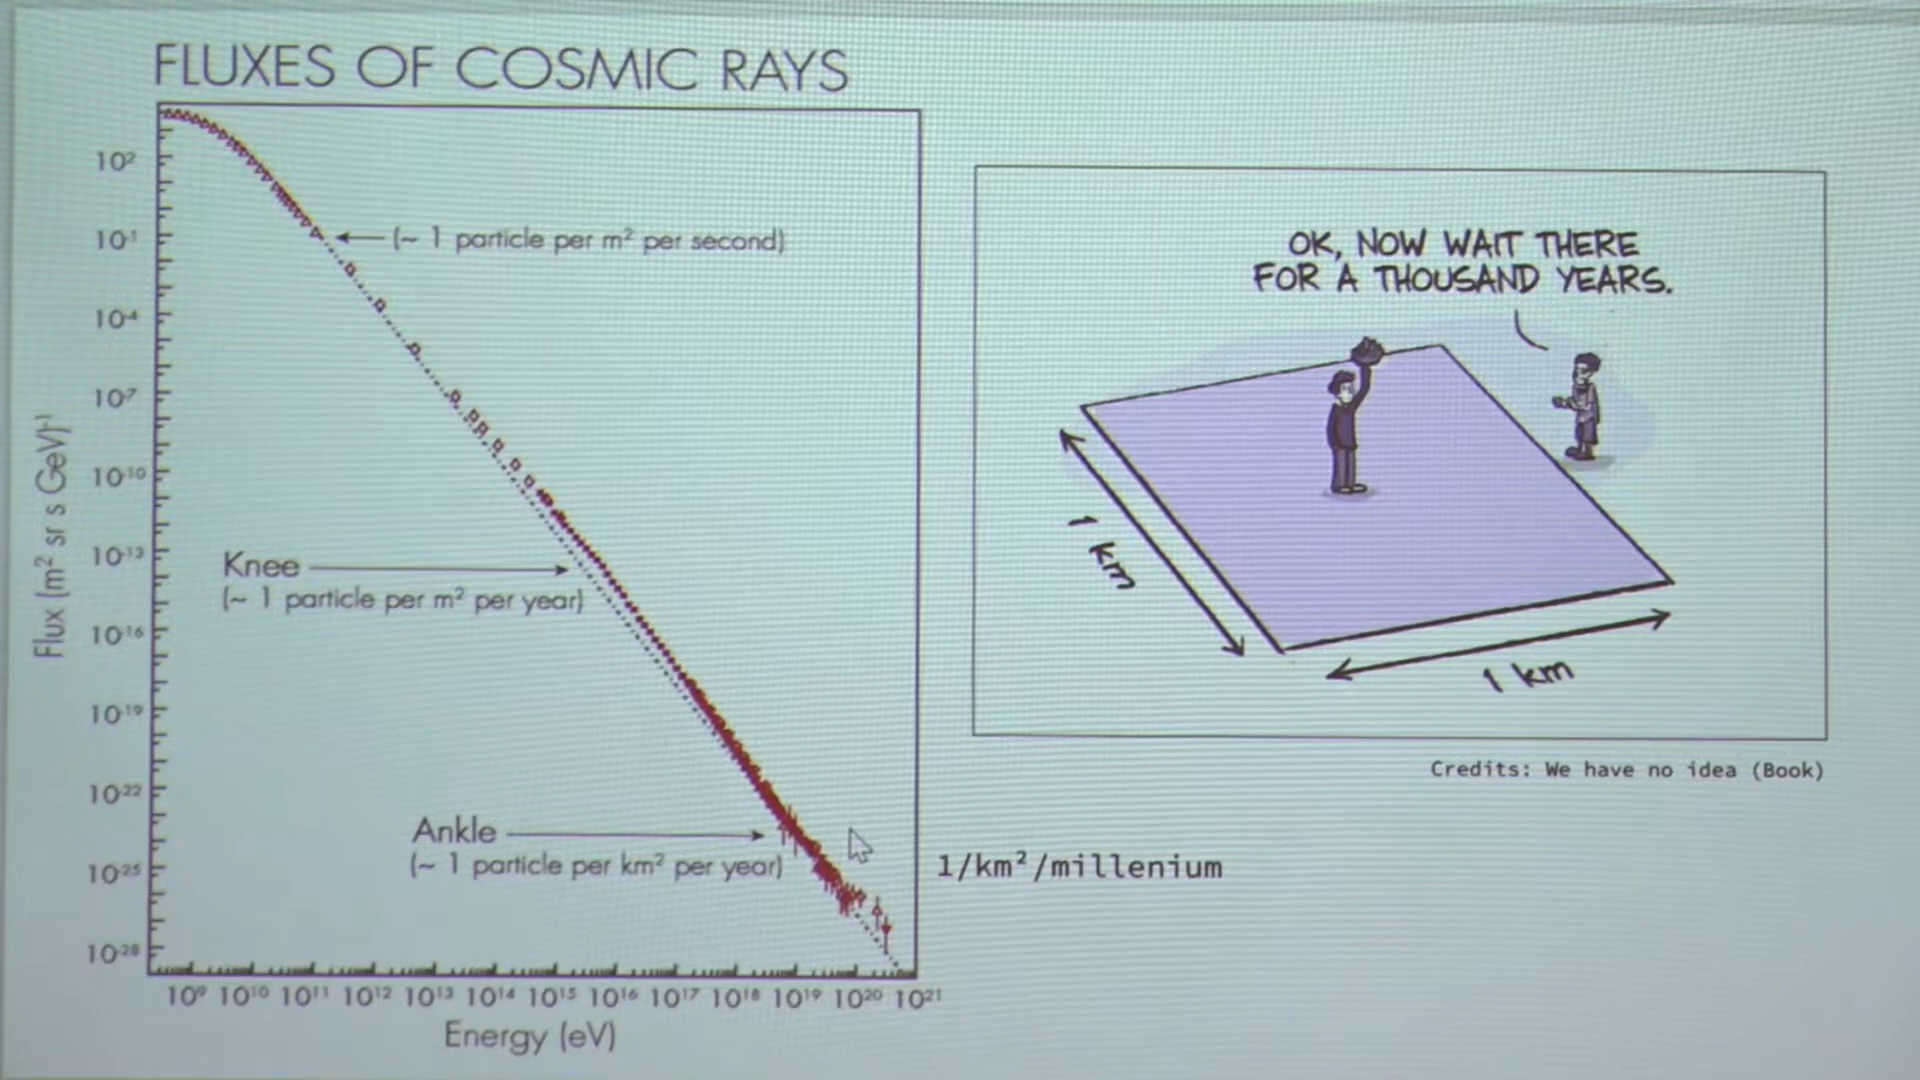 FLUXES OF COSMIC RAYS
10²
10⁻¹
10⁻⁴
10⁻⁷
10⁻¹⁰
10⁻¹³
10⁻¹⁶
10⁻¹⁹
10⁻²²
10⁻²⁵
10⁻²⁸
Flux (m² sr s GeV)⁻¹
(~ 1 particle per m² per second)
Knee
(~ 1 particle per m² per year)
Ankle
(~ 1 particle per km² per year)
10⁹ 10¹⁰ 10¹¹ 10¹² 10¹³ 10¹⁴ 10¹⁵ 10¹⁶ 10¹⁷ 10¹⁸ 10¹⁹ 10²⁰ 10²¹
Energy (eV)
OK, NOW WAIT THERE
FOR A THOUSAND YEARS.
1 km
1 km
Credits: We have no idea (Book)
1/km²/millenium